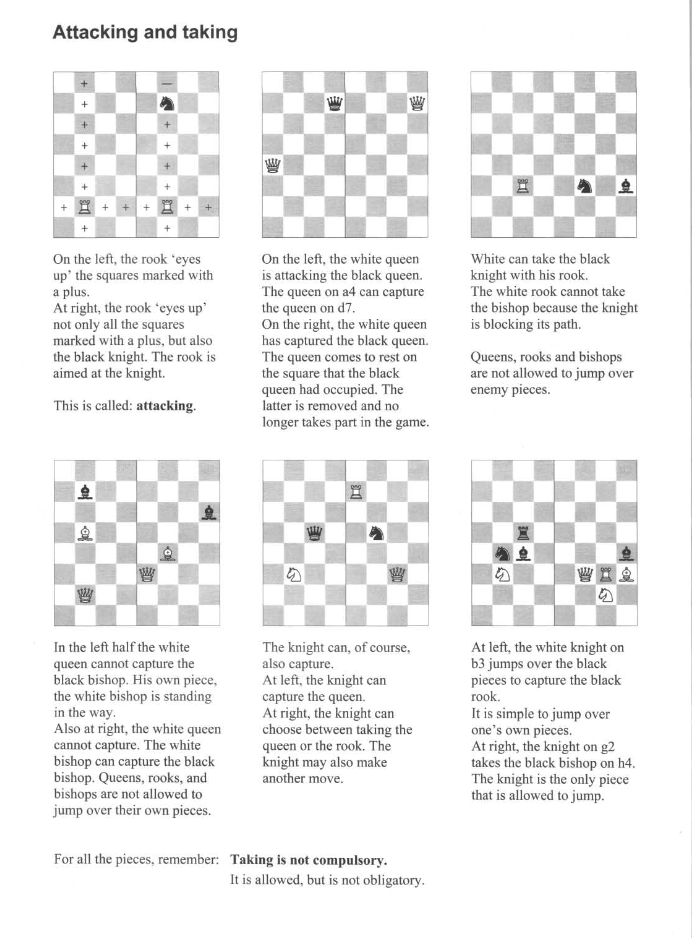 Attacking and taking
On the left, the rook ‘eyes
up’ the squares marked with
a plus.
At right, the rook ‘eyes up’
not only all the squares
marked with a plus, but also
the black knight. The rook is
aimed at the knight.
This is called: attacking.
On the left, the white queen
is attacking the black queen.
The queen on a4 can capture
the queen on d7.
On the right, the white queen
has captured the black queen.
The queen comes to rest on
the square that the black
queen had occupied. The
latter is removed and no
longer takes part in the game.
White can take the black
knight with his rook.
The white rook cannot take
the bishop because the knight
is blocking its path.
Queens, rooks and bishops
are not allowed to jump over
enemy pieces.
In the left half the white
queen cannot capture the
black bishop. His own piece,
the white bishop is standing
in the way.
Also at right, the white queen
cannot capture. The white
bishop can capture the black
bishop. Queens, rooks, and
bishops are not allowed to
jump over their own pieces.
The knight can, of course,
also capture.
At left, the knight can
capture the queen.
At right, the knight can
choose between taking the
queen or the rook. The
knight may also make
another move.
At left, the white knight on
b3 jumps over the black
pieces to capture the black
rook.
It is simple to jump over
one’s own pieces.
At right, the knight on g2
takes the black bishop on h4.
The knight is the only piece
that is allowed to jump.
For all the pieces, remember: Taking is not compulsory.
It is allowed, but is not obligatory.